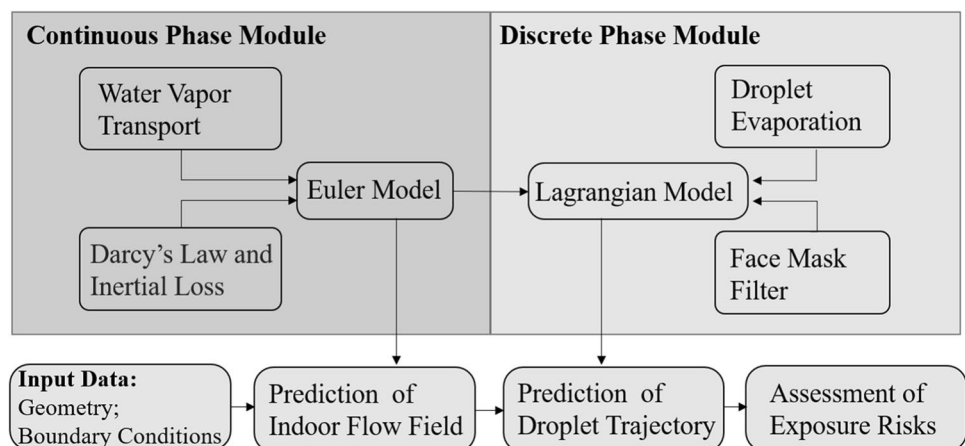 Continuous Phase Module
Discrete Phase Module
Water Vapor
Transport
Droplet
Evaporation
Euler Model
Lagrangian Model
Darcy's Law and
Inertial Loss
Face Mask
Filter
Input Data:
Geometry;
Boundary Conditions
Prediction of
Indoor Flow Field
Prediction of
Droplet Trajectory
Assessment of
Exposure Risks